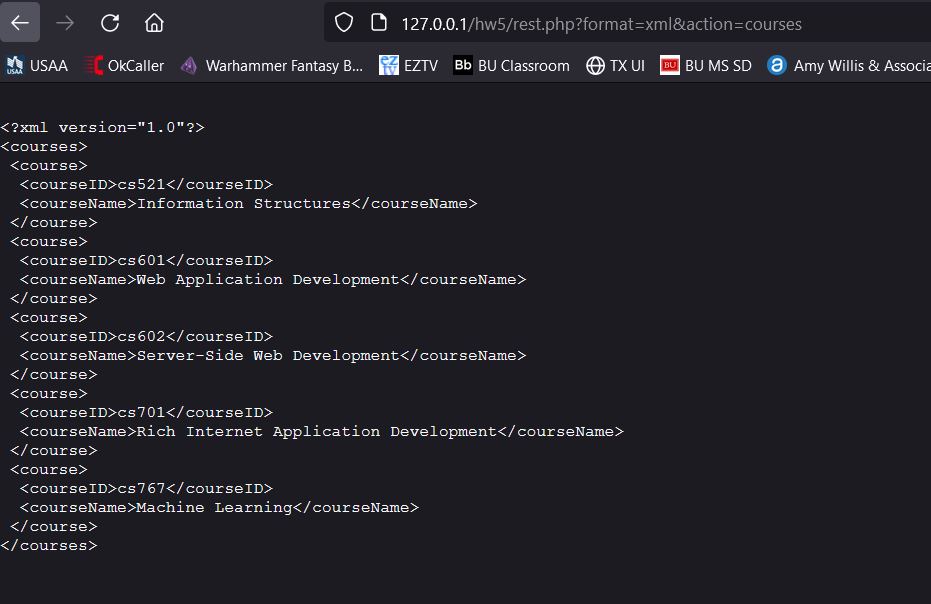 127.0.0.1/hw5/rest.php?format=xml&action=courses
USAA USAA OkCaller Warhammer Fantasy B... EZTV Bb BU Classroom TX UI BU BU MS SD a Amy Willis & Associa
<?xml version="1.0"?>
<courses>
<course>
<courseID>cs521</courseID>
<courseName>Information Structures</courseName>
</course>
<course>
<courseID>cs601</courseID>
<courseName>Web Application Development</courseName>
</course>
<course>
<courseID>cs602</courseID>
<courseName>Server-Side Web Development</courseName>
</course>
<course>
<courseID>cs701</courseID>
<courseName>Rich Internet Application Development</courseName>
</course>
<course>
<courseID>cs767</courseID>
<courseName>Machine Learning</courseName>
</course>
</courses>